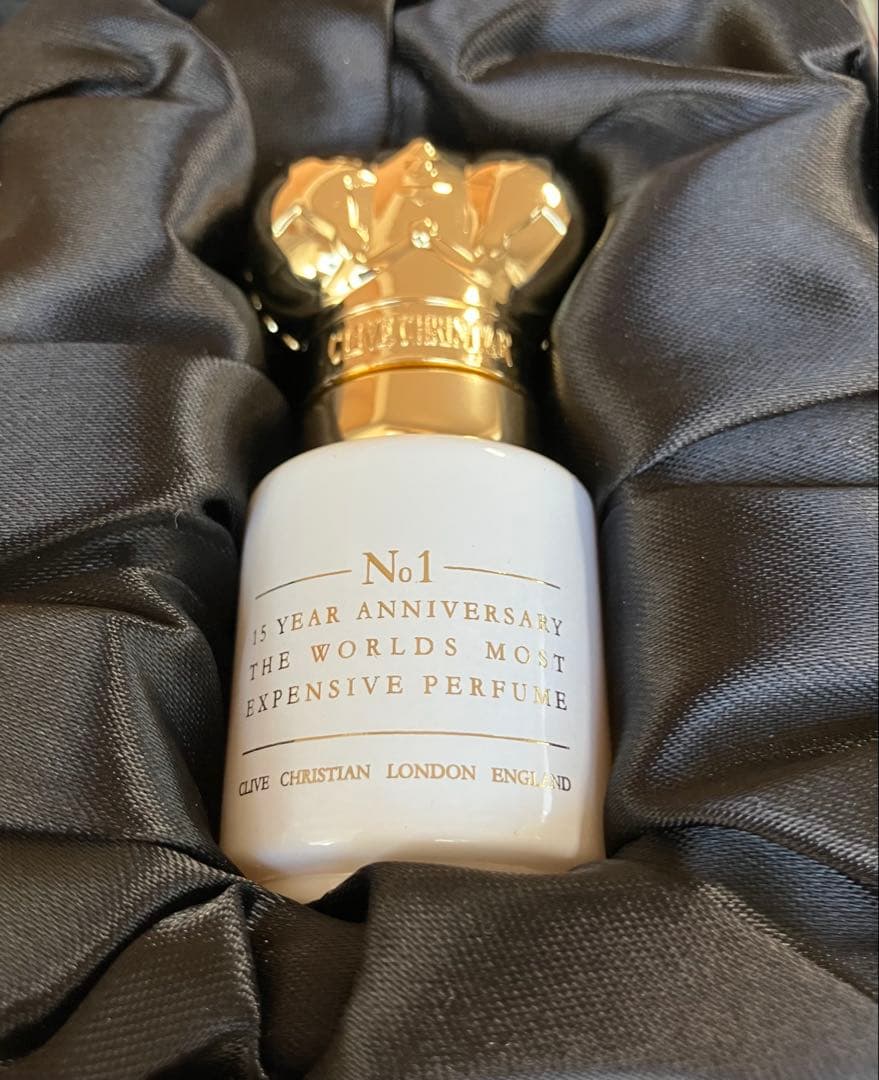 CLIVE CHRISTIAN
No1
15 YEAR ANNIVERSARY
THE WORLDS MOST
EXPENSIVE PERFUME
CLIVE CHRISTIAN LONDON ENGLAND